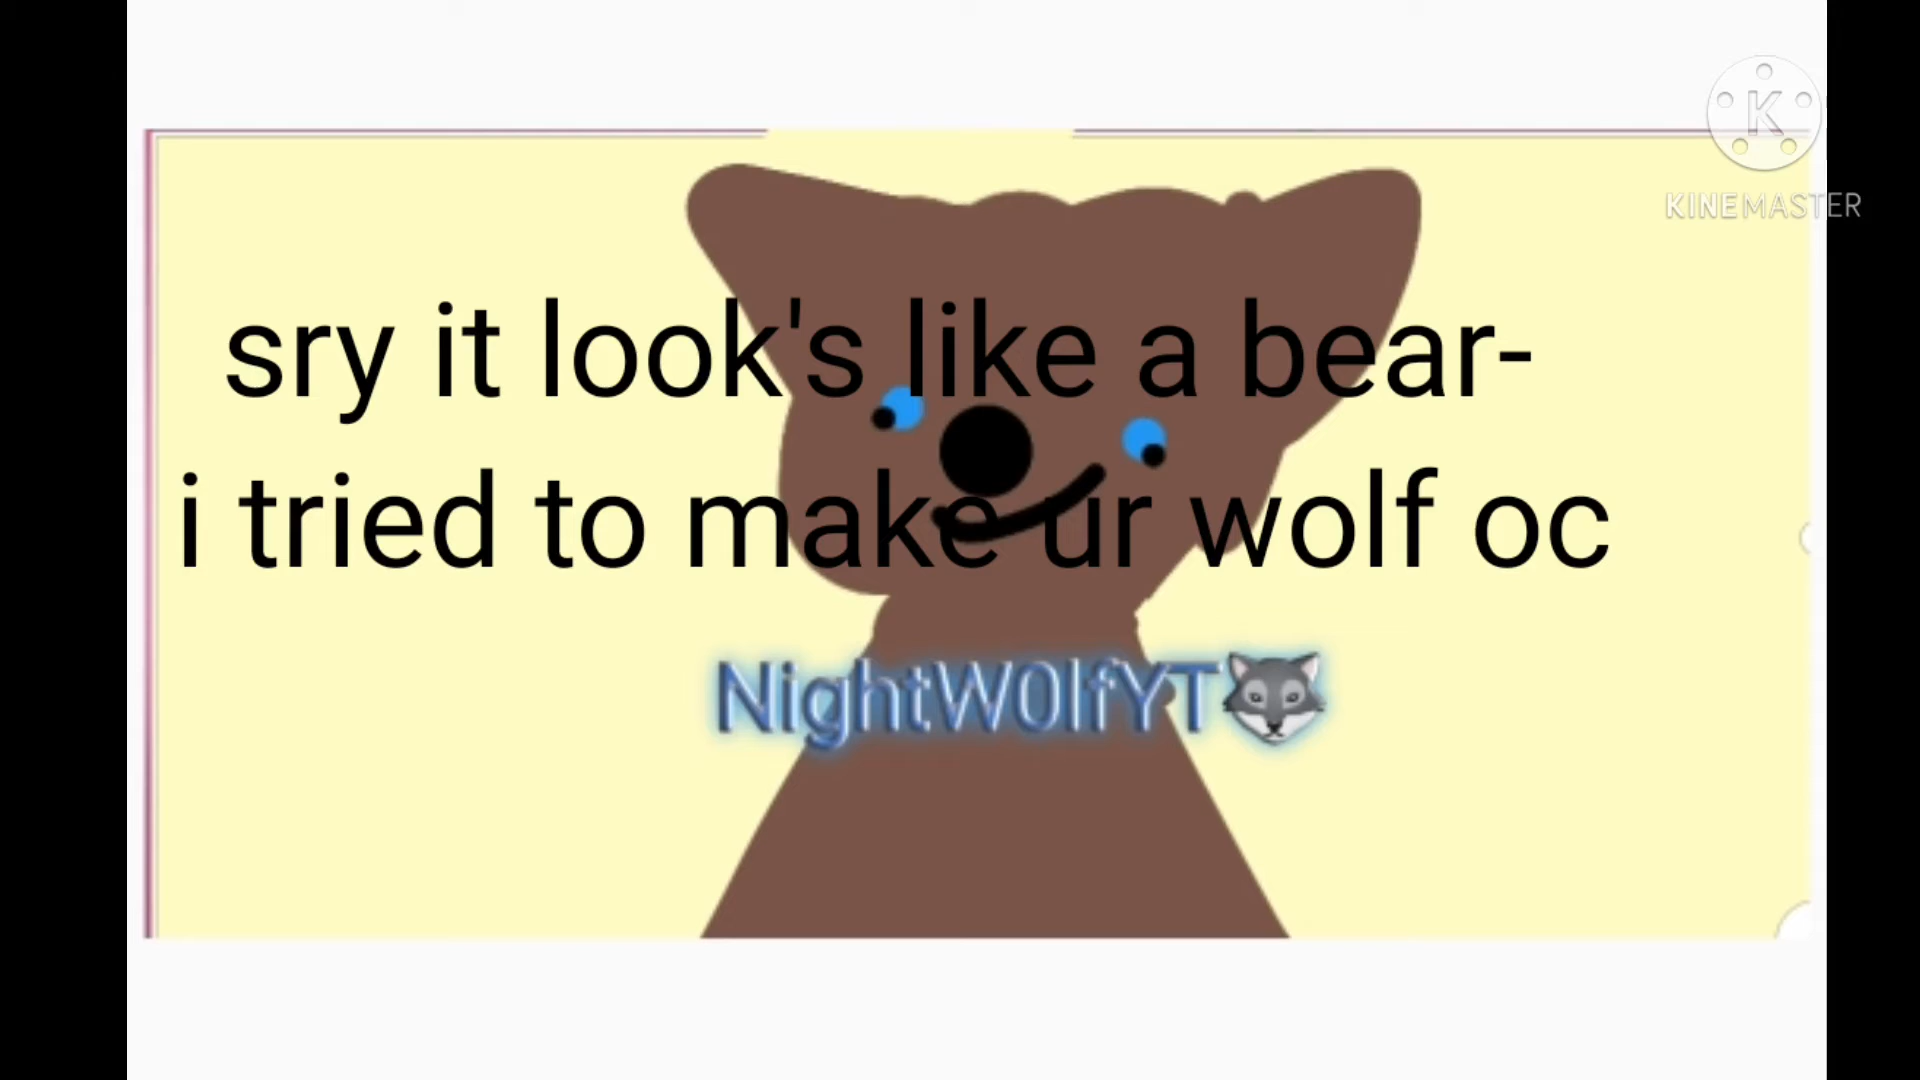 KINEMASTER
sry it look's like a bear-
i tried to make ur wolf oc
NightW0lfYT🐺